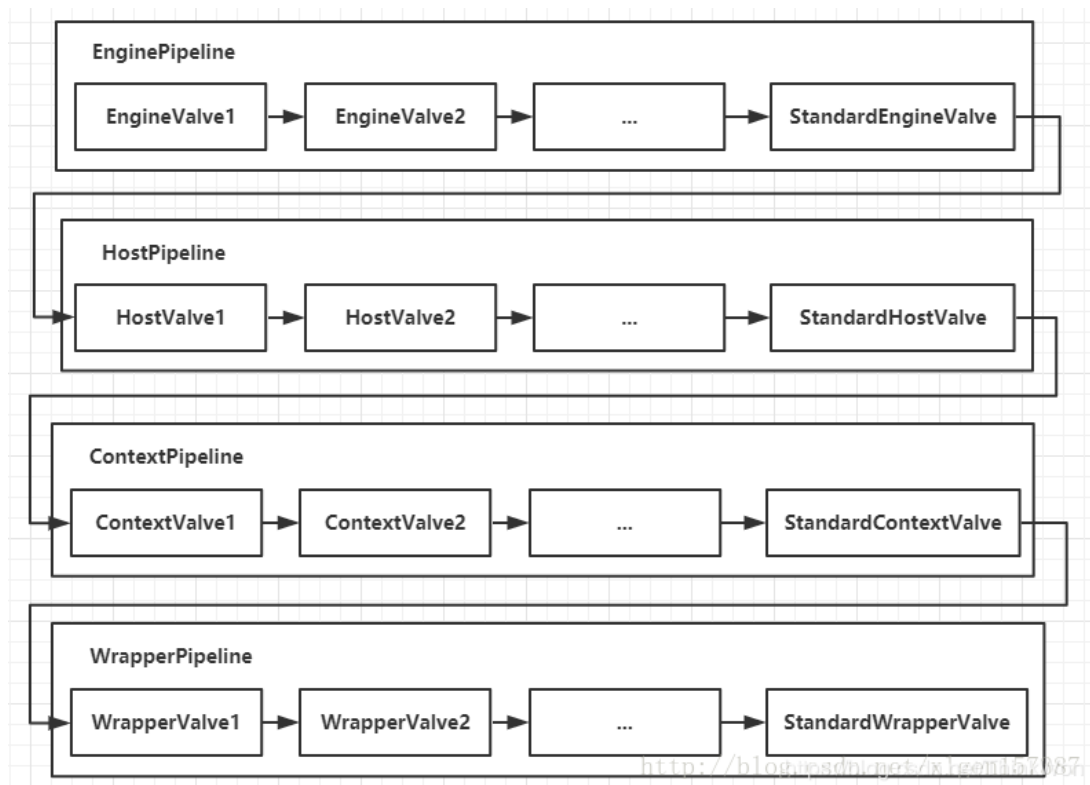 EnginePipeline
EngineValve1
EngineValve2
...
StandardEngineValve
HostPipeline
HostValve1
HostValve2
...
StandardHostValve
ContextPipeline
ContextValve1
ContextValve2
...
StandardContextValve
WrapperPipeline
WrapperValve1
WrapperValve2
...
StandardWrapperValve